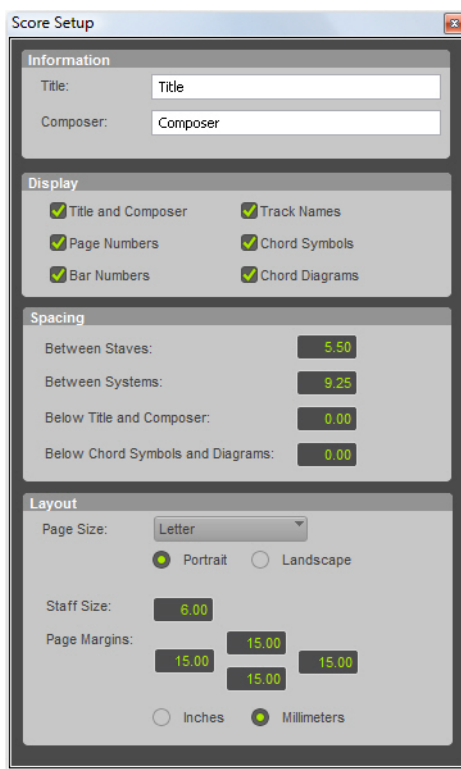 Score Setup
Information
Title: Title
Composer: Composer
Display
Title and Composer Track Names
Page Numbers Chord Symbols
Bar Numbers Chord Diagrams
Spacing
Between Staves: 5.50
Between Systems: 9.25
Below Title and Composer: 0.00
Below Chord Symbols and Diagrams: 0.00
Layout
Page Size: Letter
Portrait Landscape
Staff Size: 6.00
Page Margins: 15.00
15.00 15.00
15.00
Inches Millimeters